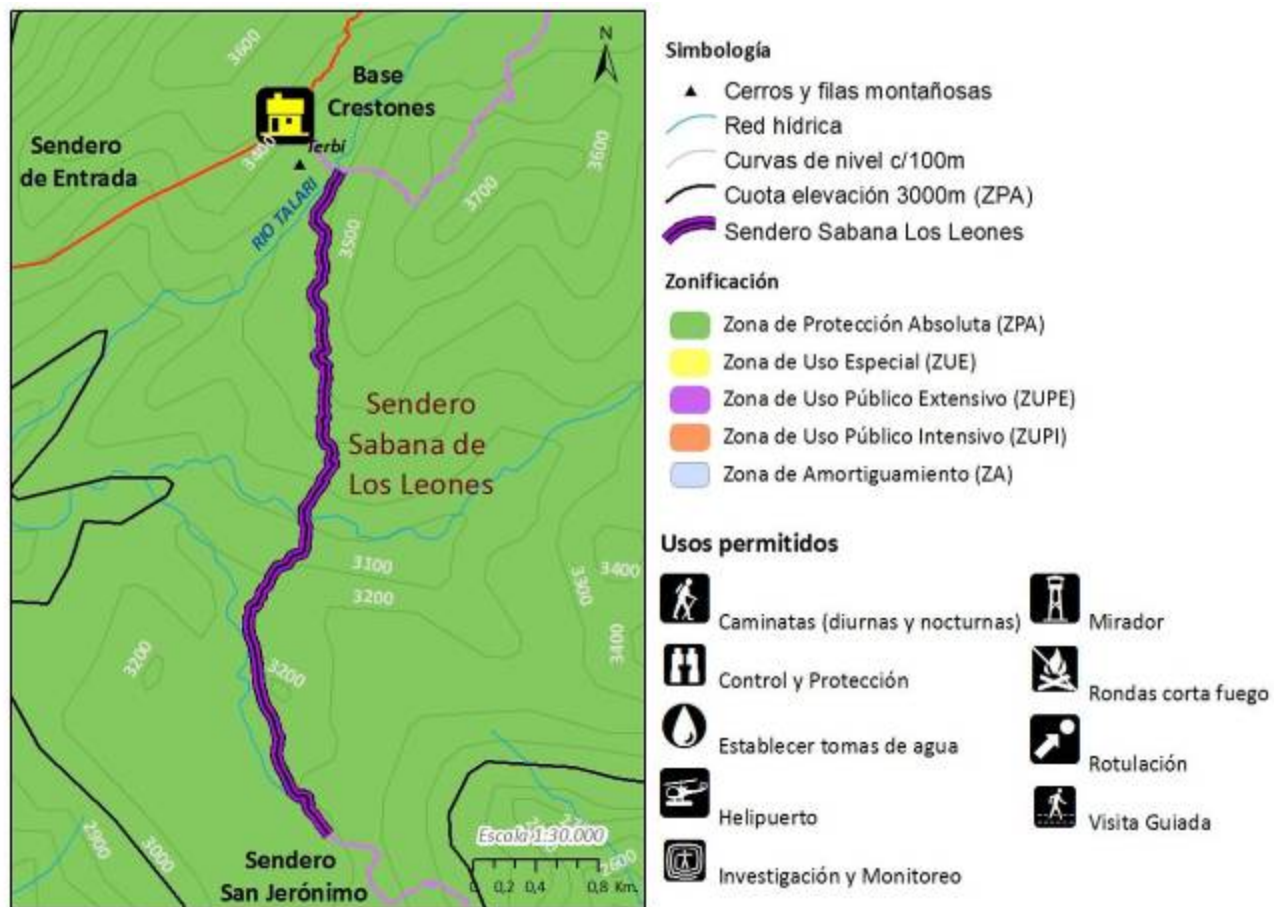 3600
N
Base
Crestones
Terbi
3400
Sendero
de Entrada
3600
3700
RIO TALARI
3500
Sendero
Sabana de
Los Leones
3100
3200
3300
3400
3400
3200
3200
2900
3000
Escala 1:30.000
2600
0 0,2 0,4 0,8 Km.
Sendero
San Jerónimo
Simbología
Cerros y filas montañosas
Red hídrica
Curvas de nivel c/100m
Cuota elevación 3000m (ZPA)
Sendero Sabana Los Leones
Zonificación
Zona de Protección Absoluta (ZPA)
Zona de Uso Especial (ZUE)
Zona de Uso Público Extensivo (ZUPE)
Zona de Uso Público Intensivo (ZUPI)
Zona de Amortiguamiento (ZA)
Usos permitidos
Caminatas (diurnas y nocturnas)
Control y Protección
Establecer tomas de agua
Helipuerto
Investigación y Monitoreo
Mirador
Rondas corta fuego
Rotulación
Visita Guiada